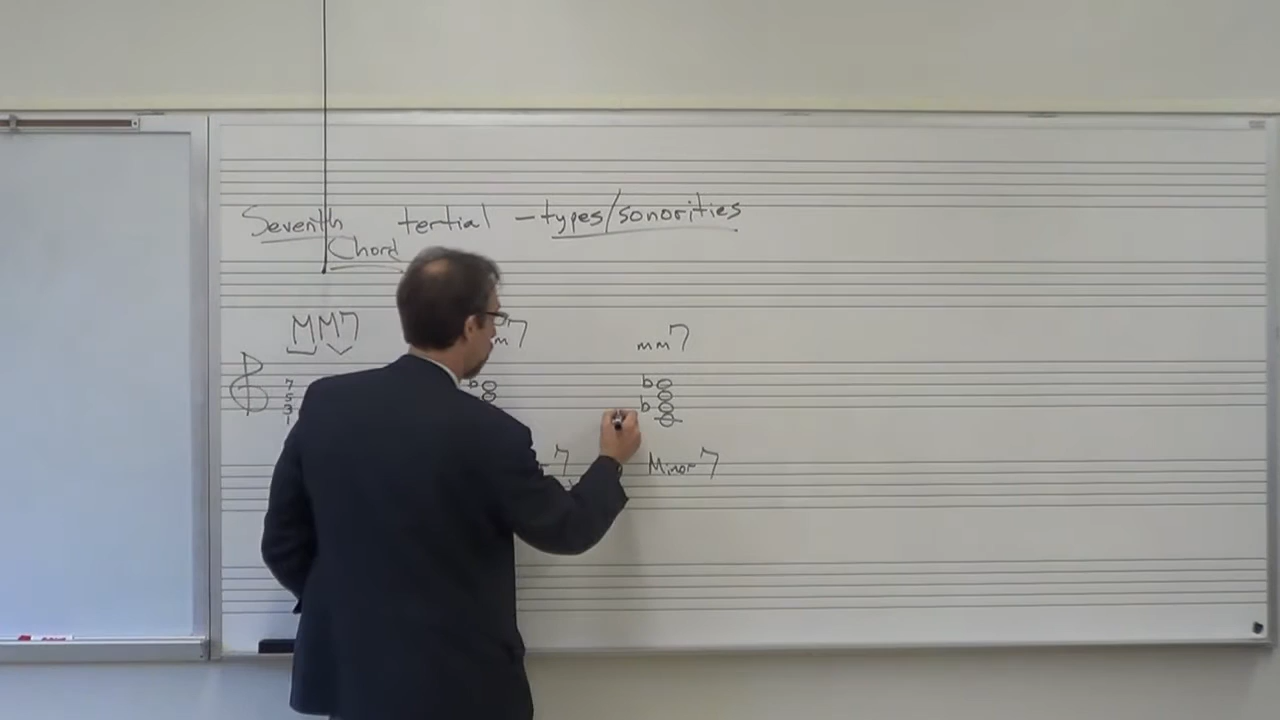 Seventh tertial - types/sonorities
Chord
MM7 m7 mm7
7 b b
5
3 b
1
7 Minor 7